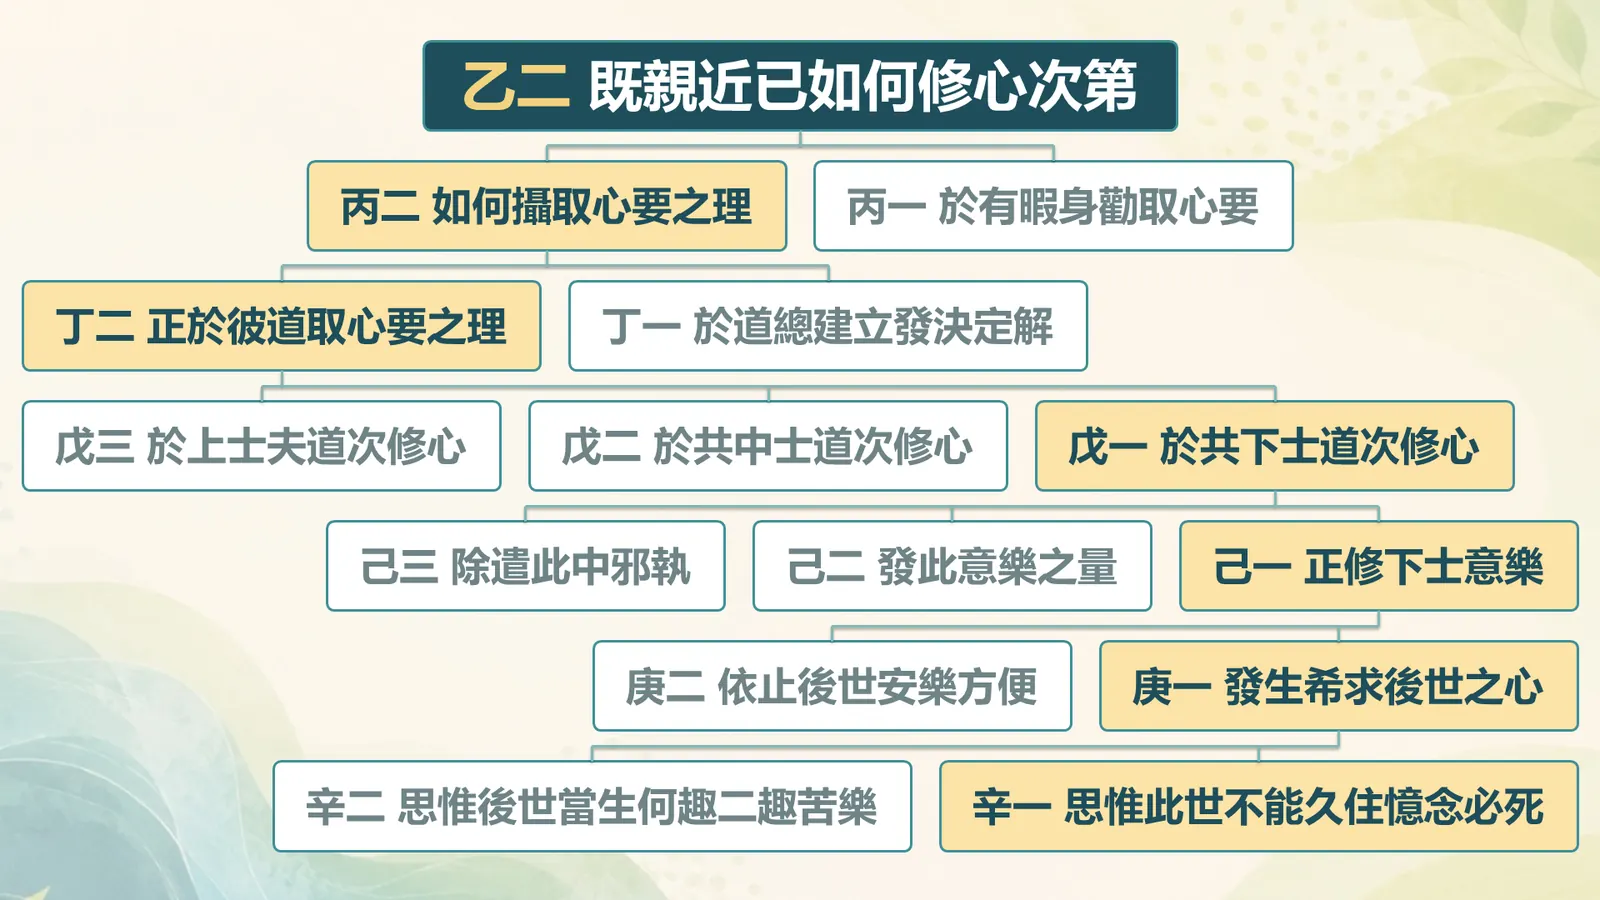 乙二 既親近已如何修心次第
丙二 如何攝取心要之理
丙一 於有暇身勸取心要
丁二 正於彼道取心要之理
丁一 於道總建立發決定解
戊三 於上士夫道次修心
戊二 於共中士道次修心
戊一 於共下士道次修心
己三 除遣此中邪執
己二 發此意樂之量
己一 正修下士意樂
庚二 依止後世安樂方便
庚一 發生希求後世之心
辛二 思惟後世當生何趣二趣苦樂
辛一 思惟此世不能久住憶念必死